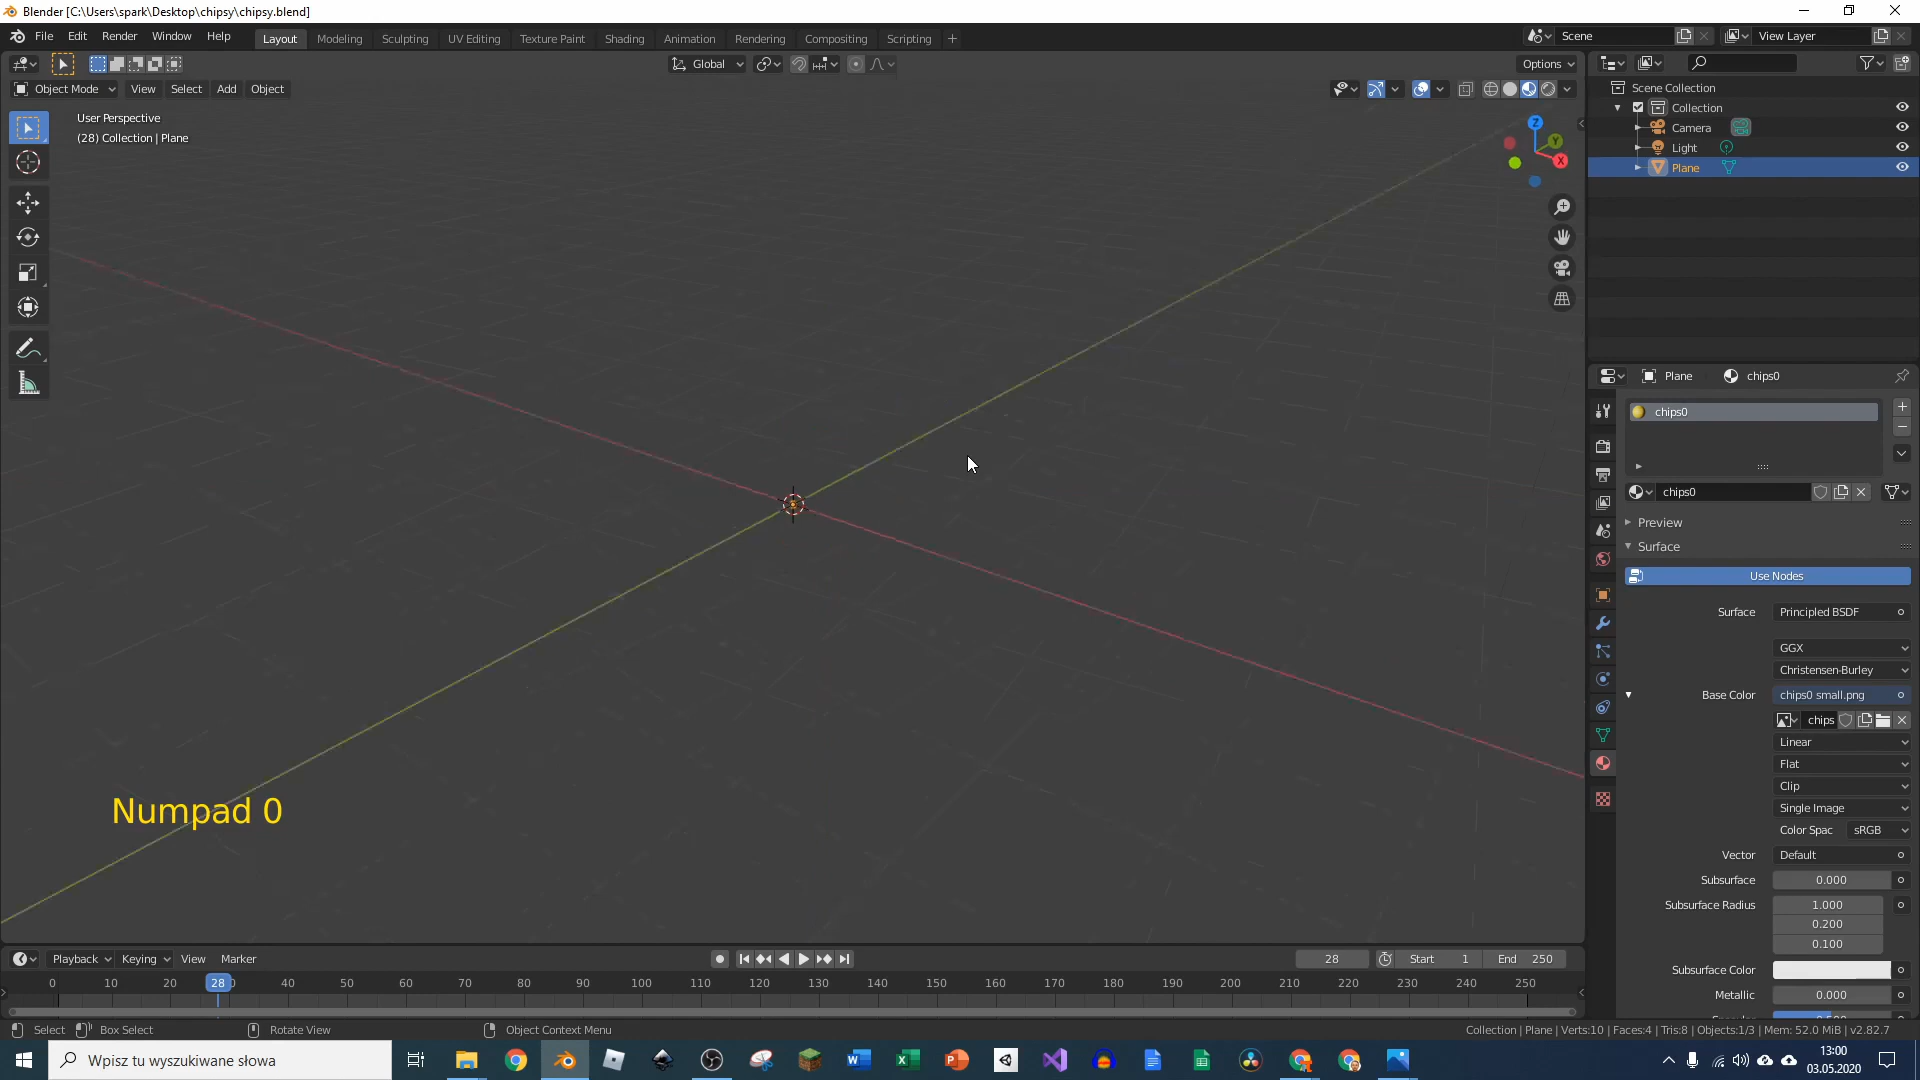 Blender [C:\Users\spark\Desktop\chipsy\chipsy.blend]
File Edit Render Window Help
Layout Modeling Sculpting UV Editing Texture Paint Shading Animation Rendering Compositing Scripting
Scene
View Layer
Global
Options
Object Mode View Select Add Object
Scene Collection
Collection
Camera
Light
Plane
User Perspective
(28) Collection | Plane
Z
Y
X
Plane chips0
chips0
chips0
Preview
Surface
Use Nodes
Surface Principled BSDF
GGX
Christensen-Burley
Base Color chips0 small.png
chips
Linear
Flat
Clip
Single Image
Color Spac sRGB
Vector Default
Subsurface 0.000
Subsurface Radius 1.000
0.200
0.100
Subsurface Color
Metallic 0.000
Numpad 0
Playback Keying View Marker
28 Start 1 End 250
0 10 20 28 40 50 60 70 80 90 100 110 120 130 140 150 160 170 180 190 200 210 220 230 240 250
Select Box Select Rotate View Object Context Menu
Collection | Plane | Verts:10 | Faces:4 | Tris:8 | Objects:1/3 | Mem: 52.0 MiB | v2.82.7
Wpisz tu wyszukiwane słowa
13:00
03.05.2020